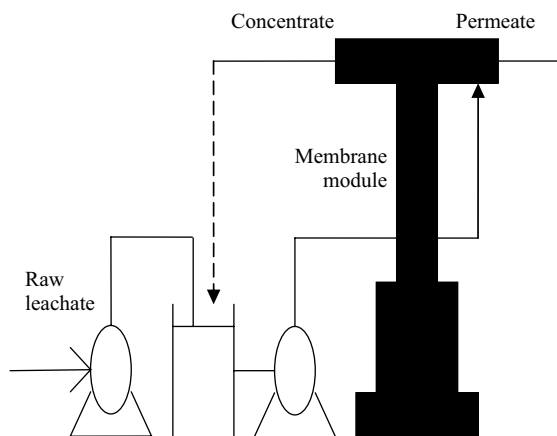 Concentrate
Permeate
Membrane
module
Raw
leachate